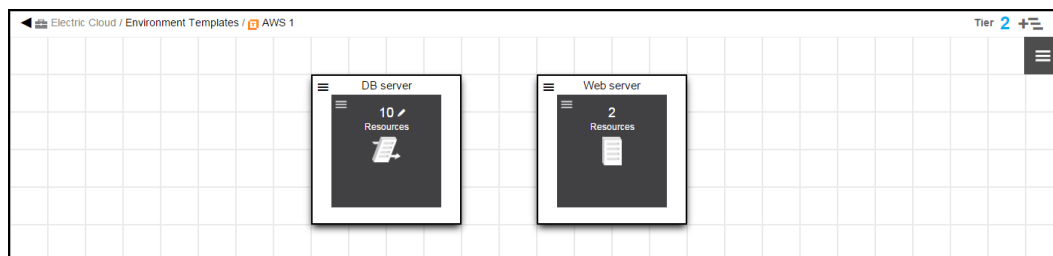 Electric Cloud / Environment Templates / AWS 1
Tier 2
DB server
10
Resources
Web server
2
Resources